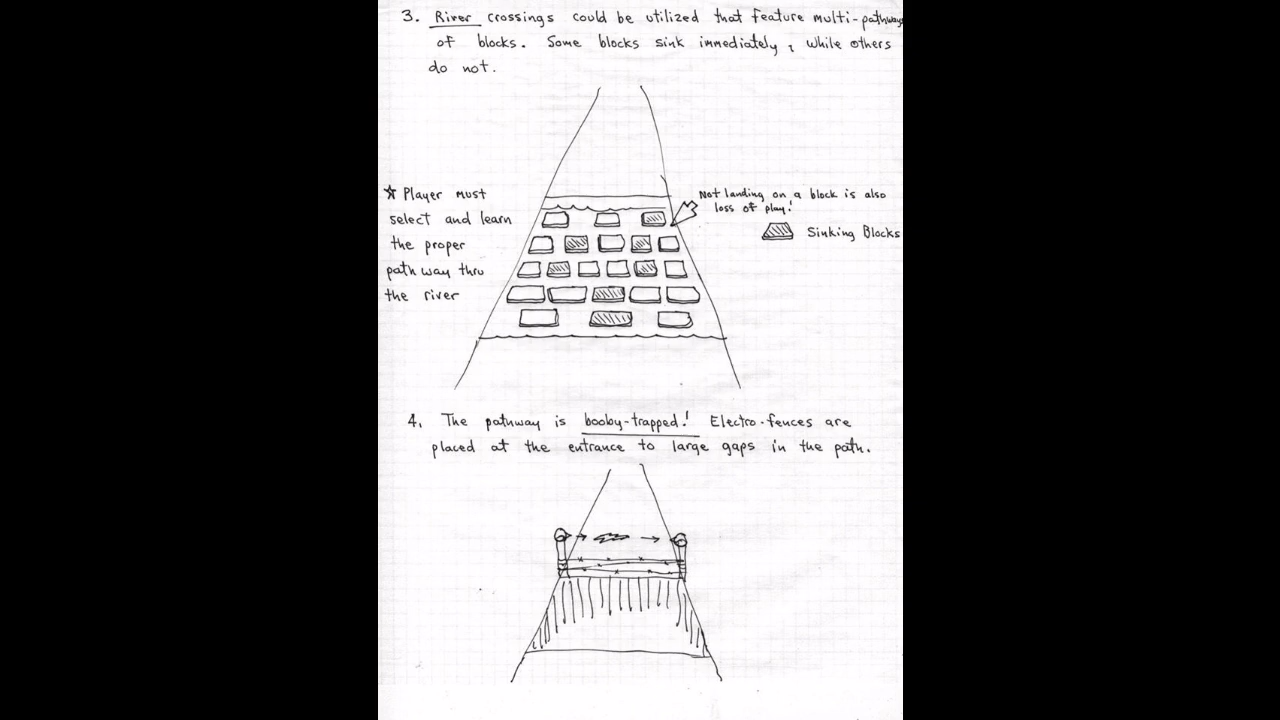 3. River crossings could be utilized that feature multi-pathways
of blocks. Some blocks sink immediately, while others
do not.
☆ Player must
select and learn
the proper
path way thru
the river
Not landing on a block is also
loss of play!
Sinking Blocks
4. The pathway is booby-trapped! Electro-fences are
placed at the entrance to large gaps in the path.